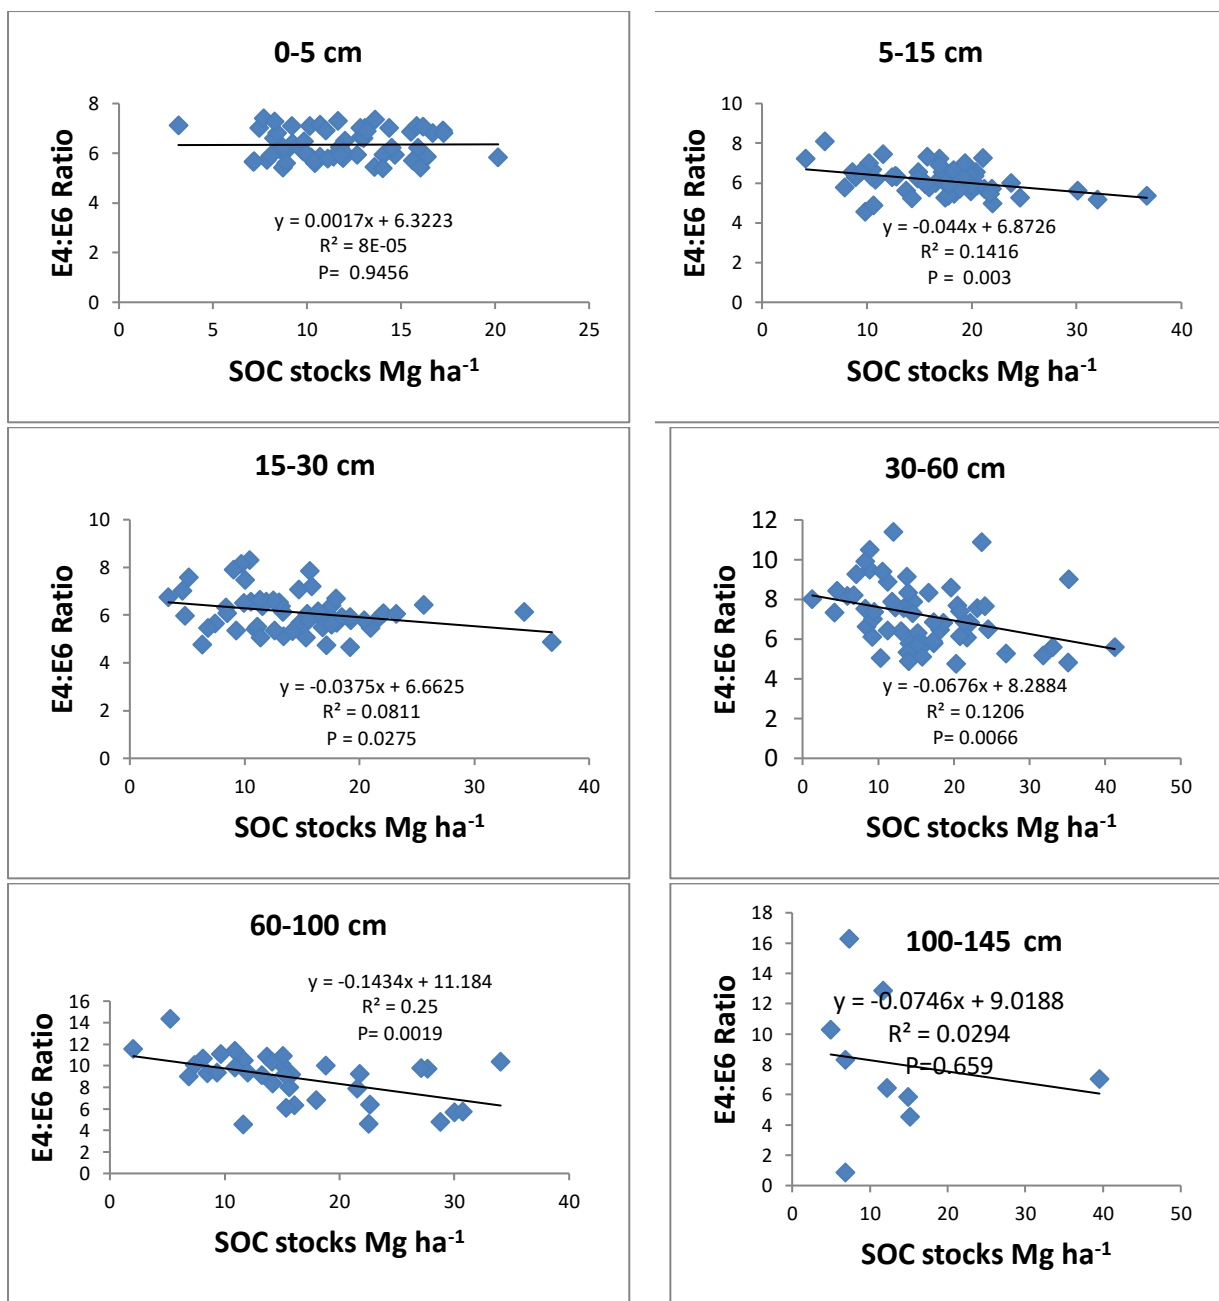 0-5 cm
8
6
4
2
0
E4:E6 Ratio
y = 0.0017x + 6.3223
R² = 8E-05
P= 0.9456
0 5 10 15 20 25
SOC stocks Mg ha⁻¹
5-15 cm
10
8
6
4
2
0
E4:E6 Ratio
y = -0.044x + 6.8726
R² = 0.1416
P = 0.003
0 10 20 30 40
SOC stocks Mg ha⁻¹
15-30 cm
10
8
6
4
2
0
E4:E6 Ratio
y = -0.0375x + 6.6625
R² = 0.0811
P = 0.0275
0 10 20 30 40
SOC stocks Mg ha⁻¹
30-60 cm
12
10
8
6
4
2
0
E4:E6 Ratio
y = -0.0676x + 8.2884
R² = 0.1206
P= 0.0066
0 10 20 30 40 50
SOC stocks Mg ha⁻¹
60-100 cm
y = -0.1434x + 11.184
R² = 0.25
P= 0.0019
16
14
12
10
8
6
4
2
0
E4:E6 Ratio
0 10 20 30 40
SOC stocks Mg ha⁻¹
100-145 cm
18
16
14
12
10
8
6
4
2
0
E4:E6 Ratio
y = -0.0746x + 9.0188
R² = 0.0294
P=0.659
0 10 20 30 40 50
SOC stocks Mg ha⁻¹